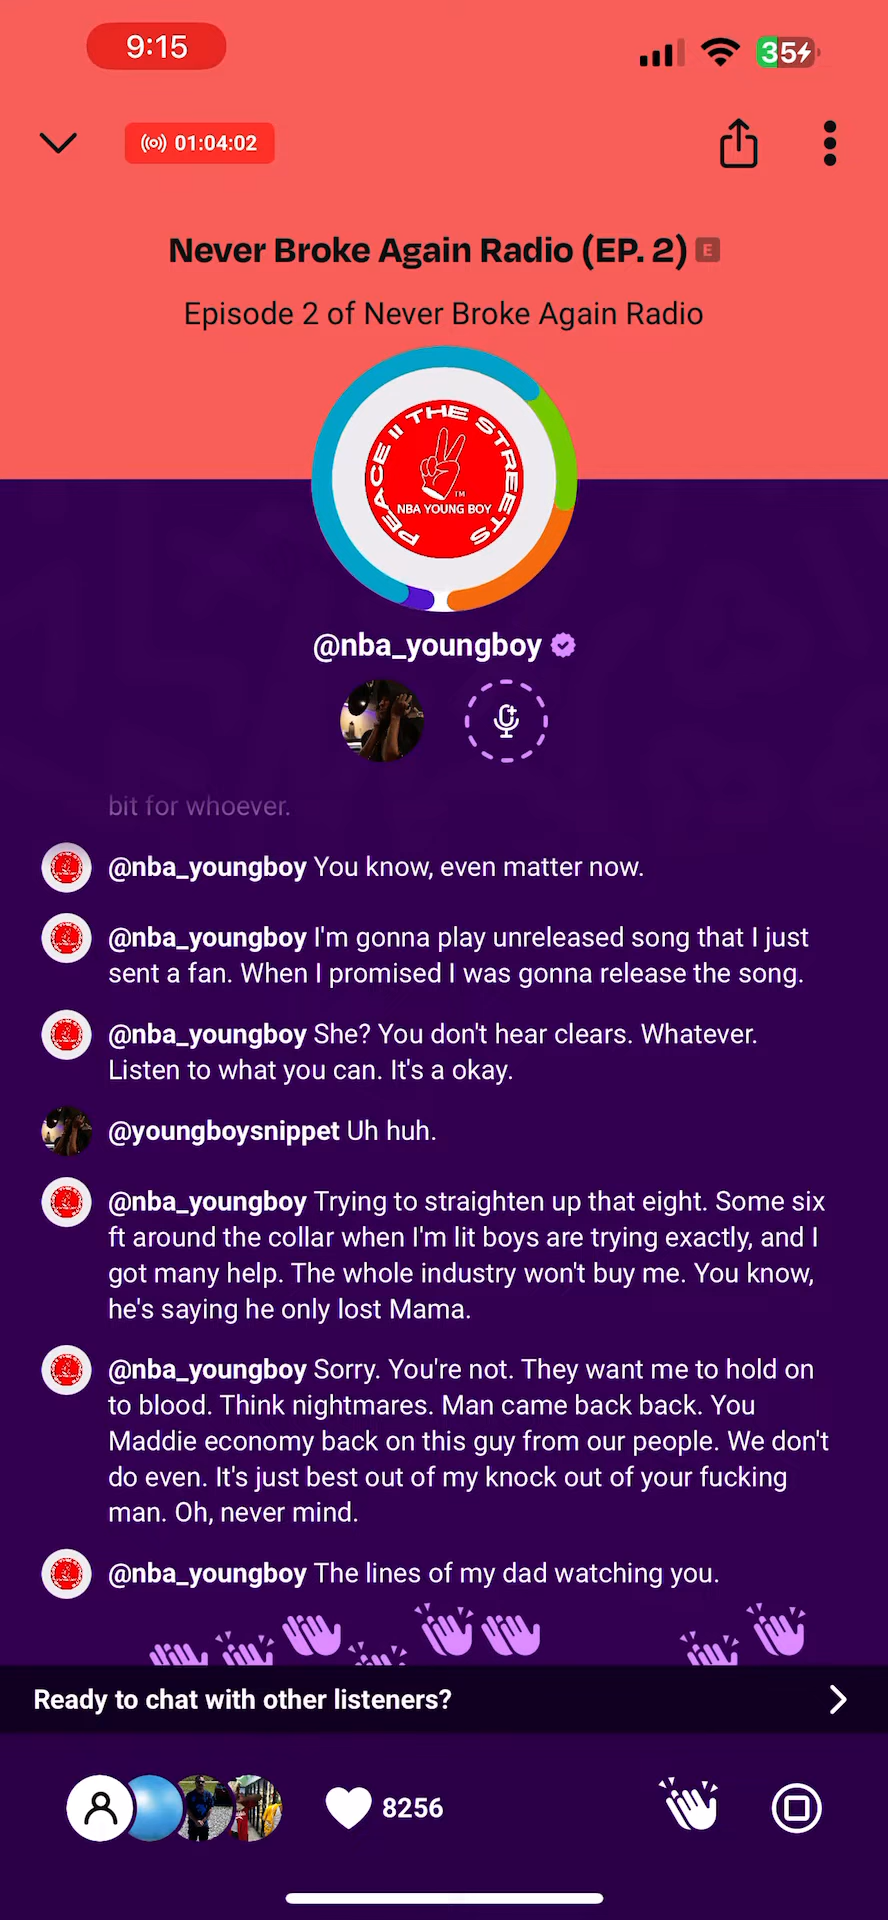 9:15
35
01:04:02
Never Broke Again Radio (EP. 2) E
Episode 2 of Never Broke Again Radio
PEACE II THE STREETS
TM
NBA YOUNG BOY
@nba_youngboy
bit for whoever.
@nba_youngboy You know, even matter now.
@nba_youngboy I'm gonna play unreleased song that I just
sent a fan. When I promised I was gonna release the song.
@nba_youngboy She? You don't hear clears. Whatever.
Listen to what you can. It's a okay.
@youngboysnippet Uh huh.
@nba_youngboy Trying to straighten up that eight. Some six
ft around the collar when I'm lit boys are trying exactly, and I
got many help. The whole industry won't buy me. You know,
he's saying he only lost Mama.
@nba_youngboy Sorry. You're not. They want me to hold on
to blood. Think nightmares. Man came back back. You
Maddie economy back on this guy from our people. We don't
do even. It's just best out of my knock out of your fucking
man. Oh, never mind.
@nba_youngboy The lines of my dad watching you.
Ready to chat with other listeners?
8256